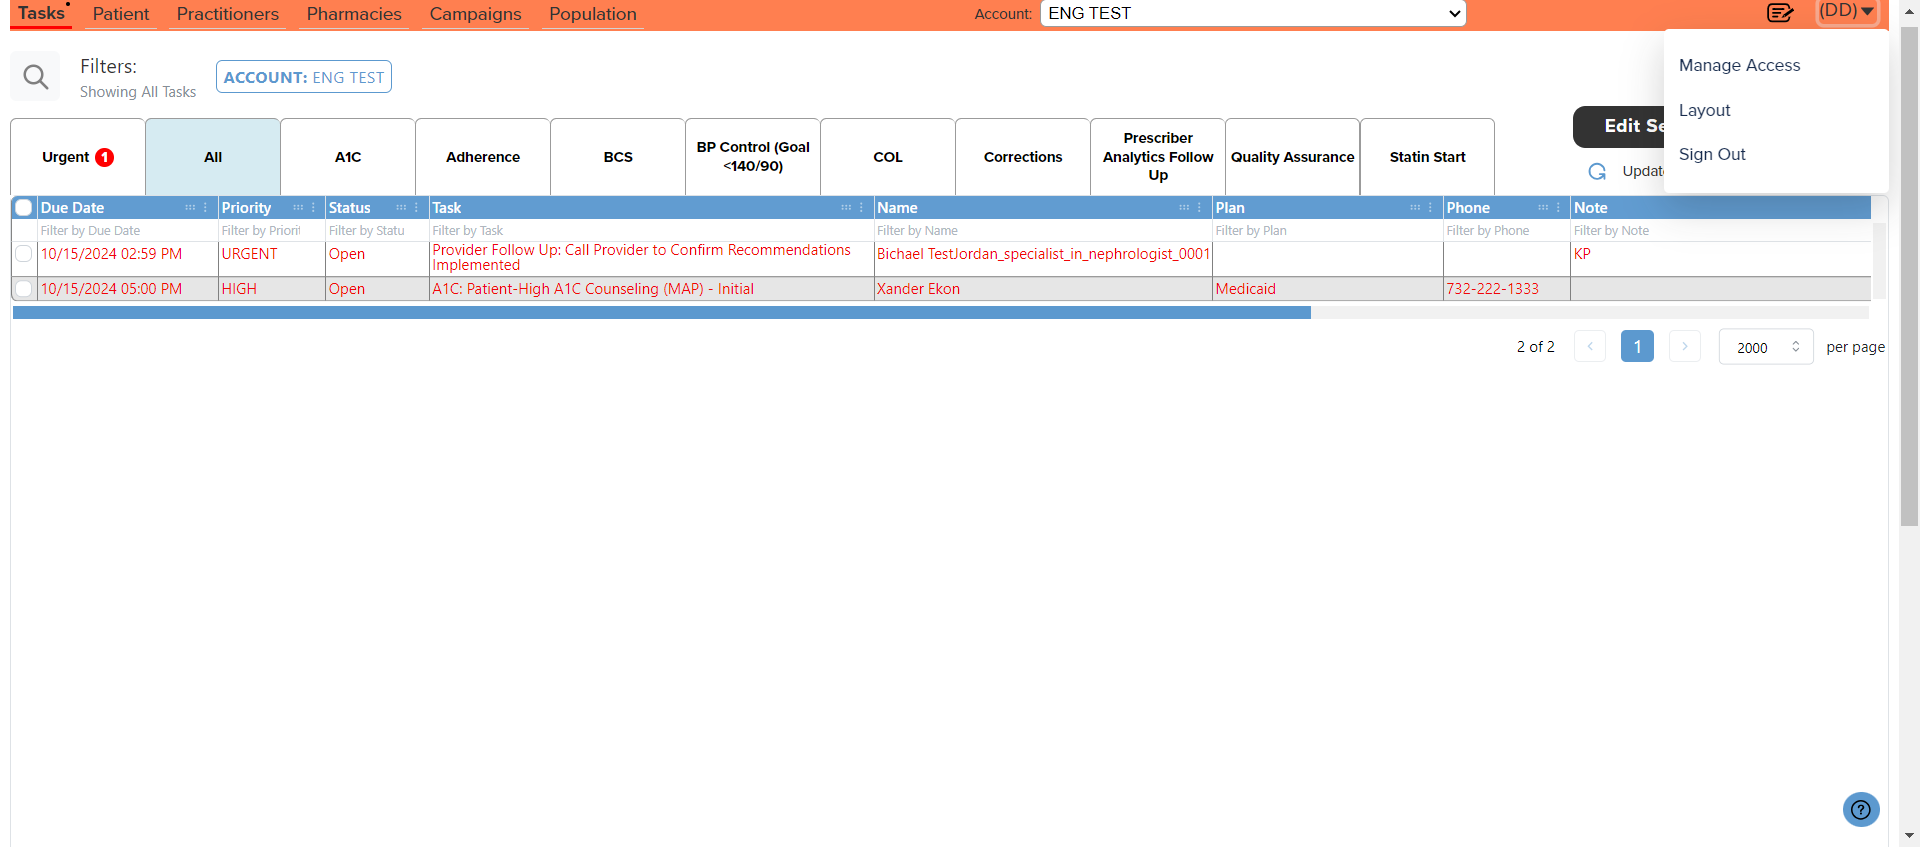 Tasks Patient Practitioners Pharmacies Campaigns Population Account: ENG TEST (DD)
Manage Access
Layout
Sign Out
Filters:
Showing All Tasks
ACCOUNT: ENG TEST
Edit Se
Updat
Urgent 1
All
A1C
Adherence
BCS
BP Control (Goal
<140/90)
COL
Corrections
Prescriber
Analytics Follow
Up
Quality Assurance
Statin Start
Due Date Priority Status Task Name Plan Phone Note
Filter by Due Date Filter by Priorit Filter by Statu Filter by Task Filter by Name Filter by Plan Filter by Phone Filter by Note
10/15/2024 02:59 PM URGENT Open Provider Follow Up: Call Provider to Confirm Recommendations
Implemented Bichael TestJordan_specialist_in_nephrologist_0001 KP
10/15/2024 05:00 PM HIGH Open A1C: Patient-High A1C Counseling (MAP) - Initial Xander Ekon Medicaid 732-222-1333
2 of 2 1 2000 per page